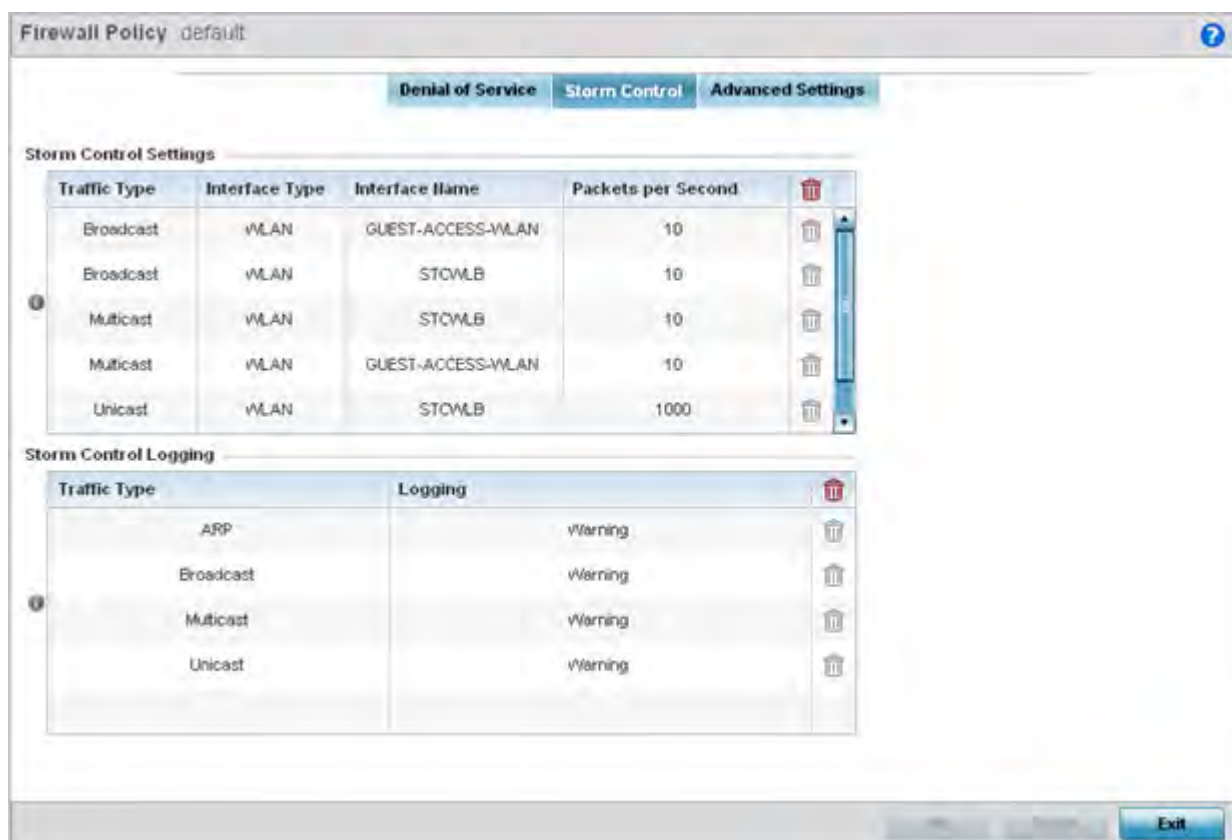 Firewall Policy default
?
Denial of Service Storm Control Advanced Settings
Storm Control Settings
Traffic Type Interface Type Interface Name Packets per Second
Broadcast WLAN GUEST-ACCESS-WLAN 10
Broadcast WLAN STCWLB 10
Multicast WLAN STCWLB 10
Multicast WLAN GUEST-ACCESS-WLAN 10
Unicast WLAN STCWLB 1000
Storm Control Logging
Traffic Type Logging
ARP Warning
Broadcast Warning
Multicast Warning
Unicast Warning
Exit